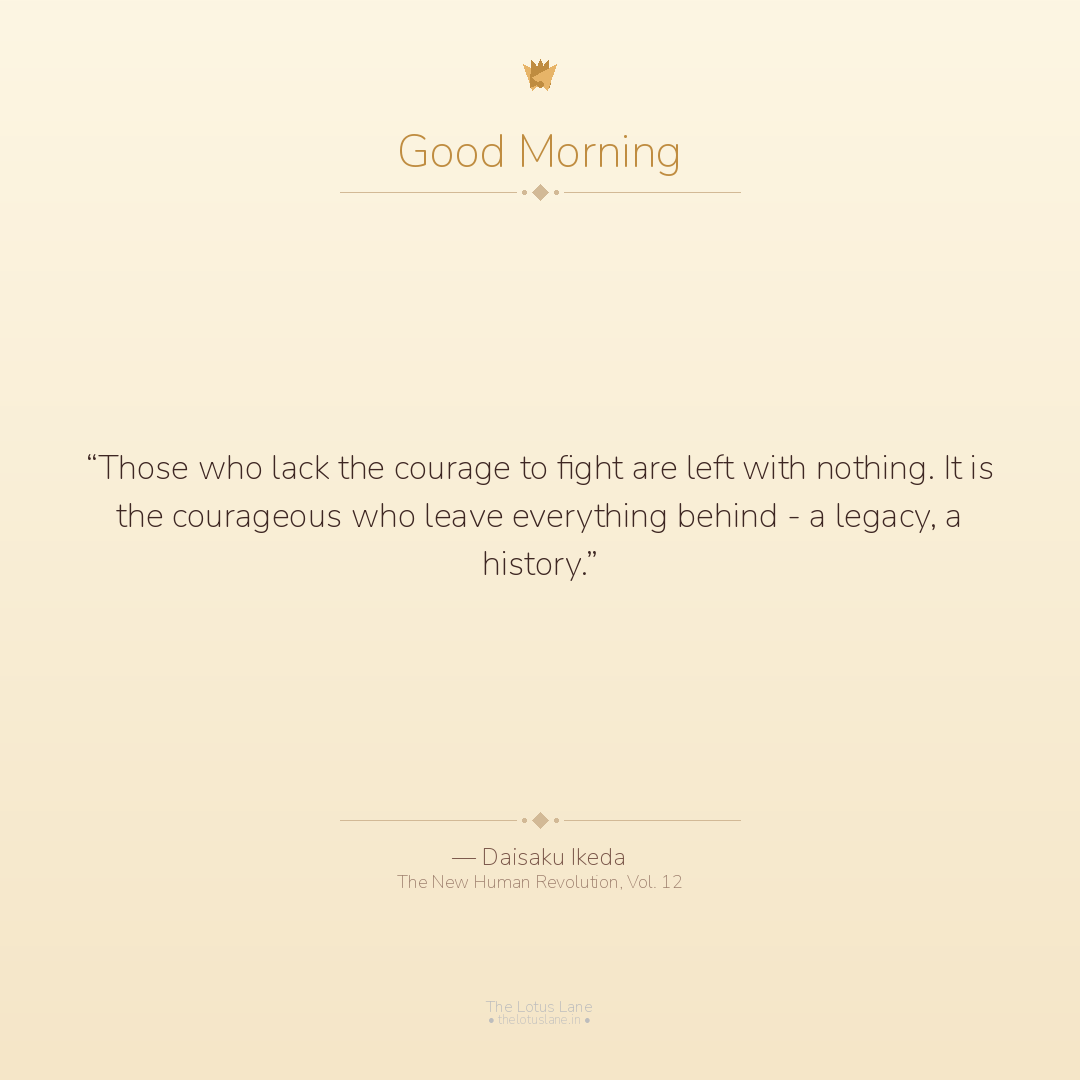 Good Morning
“Those who lack the courage to fight are left with nothing. It is
the courageous who leave everything behind - a legacy, a
history.”
— Daisaku Ikeda
The New Human Revolution, Vol. 12
The Lotus Lane
• thelotuslane.in •